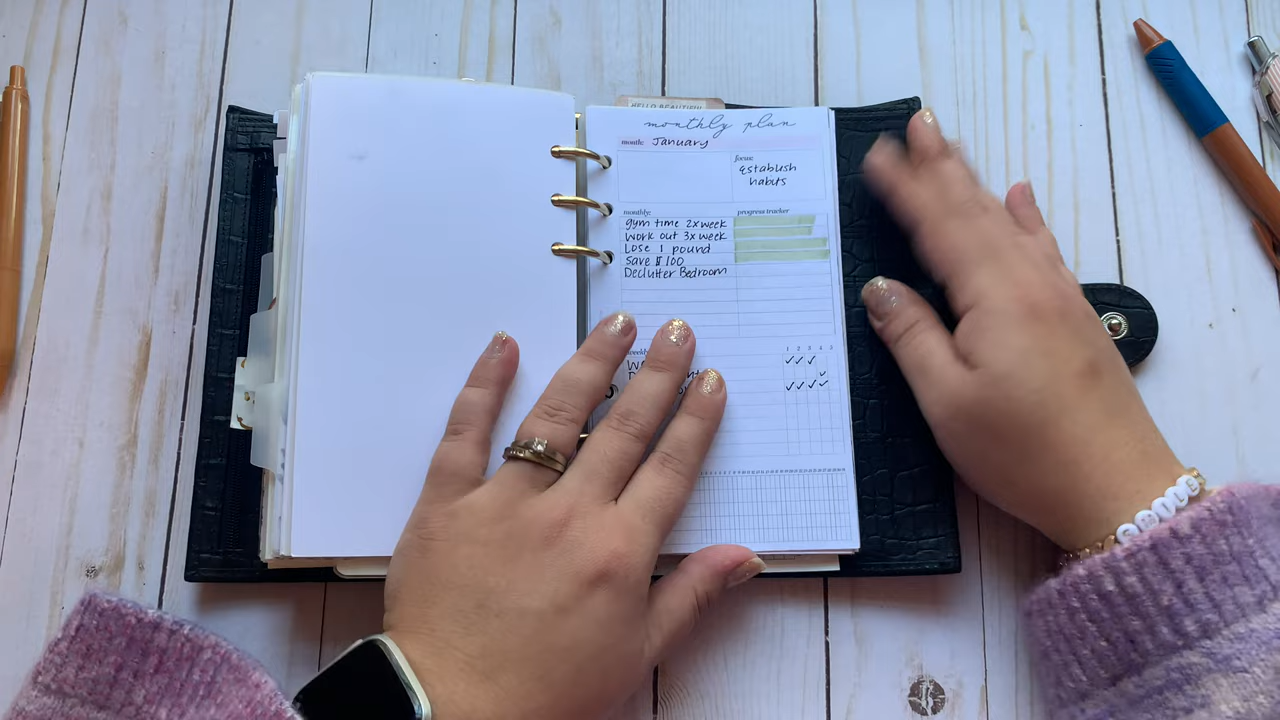 HELLO BEAUTIFUL
monthly plan
month: January
focus:
Establish
habits
monthly: progress tracker
gym time 2x week
work out 3x week
Lose 1 pound
Save $100
Declutter Bedroom
1 2 3 4 5